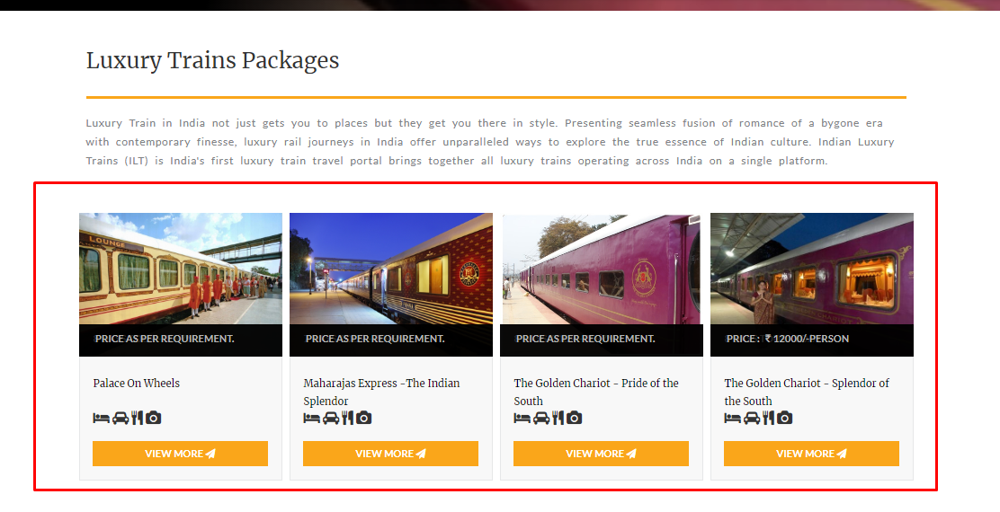 Luxury Trains Packages
Luxury Train in India not just gets you to places but they get you there in style. Presenting seamless fusion of romance of a bygone era
with contemporary finesse, luxury rail journeys in India offer unparalleled ways to explore the true essence of Indian culture. Indian Luxury
Trains (ILT) is India's first luxury train travel portal brings together all luxury trains operating across India on a single platform.
LOUNGE
PRICE AS PER REQUIREMENT.
Palace On Wheels
VIEW MORE
PRICE AS PER REQUIREMENT.
Maharajas Express -The Indian
Splendor
VIEW MORE
PRICE AS PER REQUIREMENT.
The Golden Chariot - Pride of the
South
VIEW MORE
PRICE : ₹ 12000/-PERSON
The Golden Chariot - Splendor of
the South
VIEW MORE